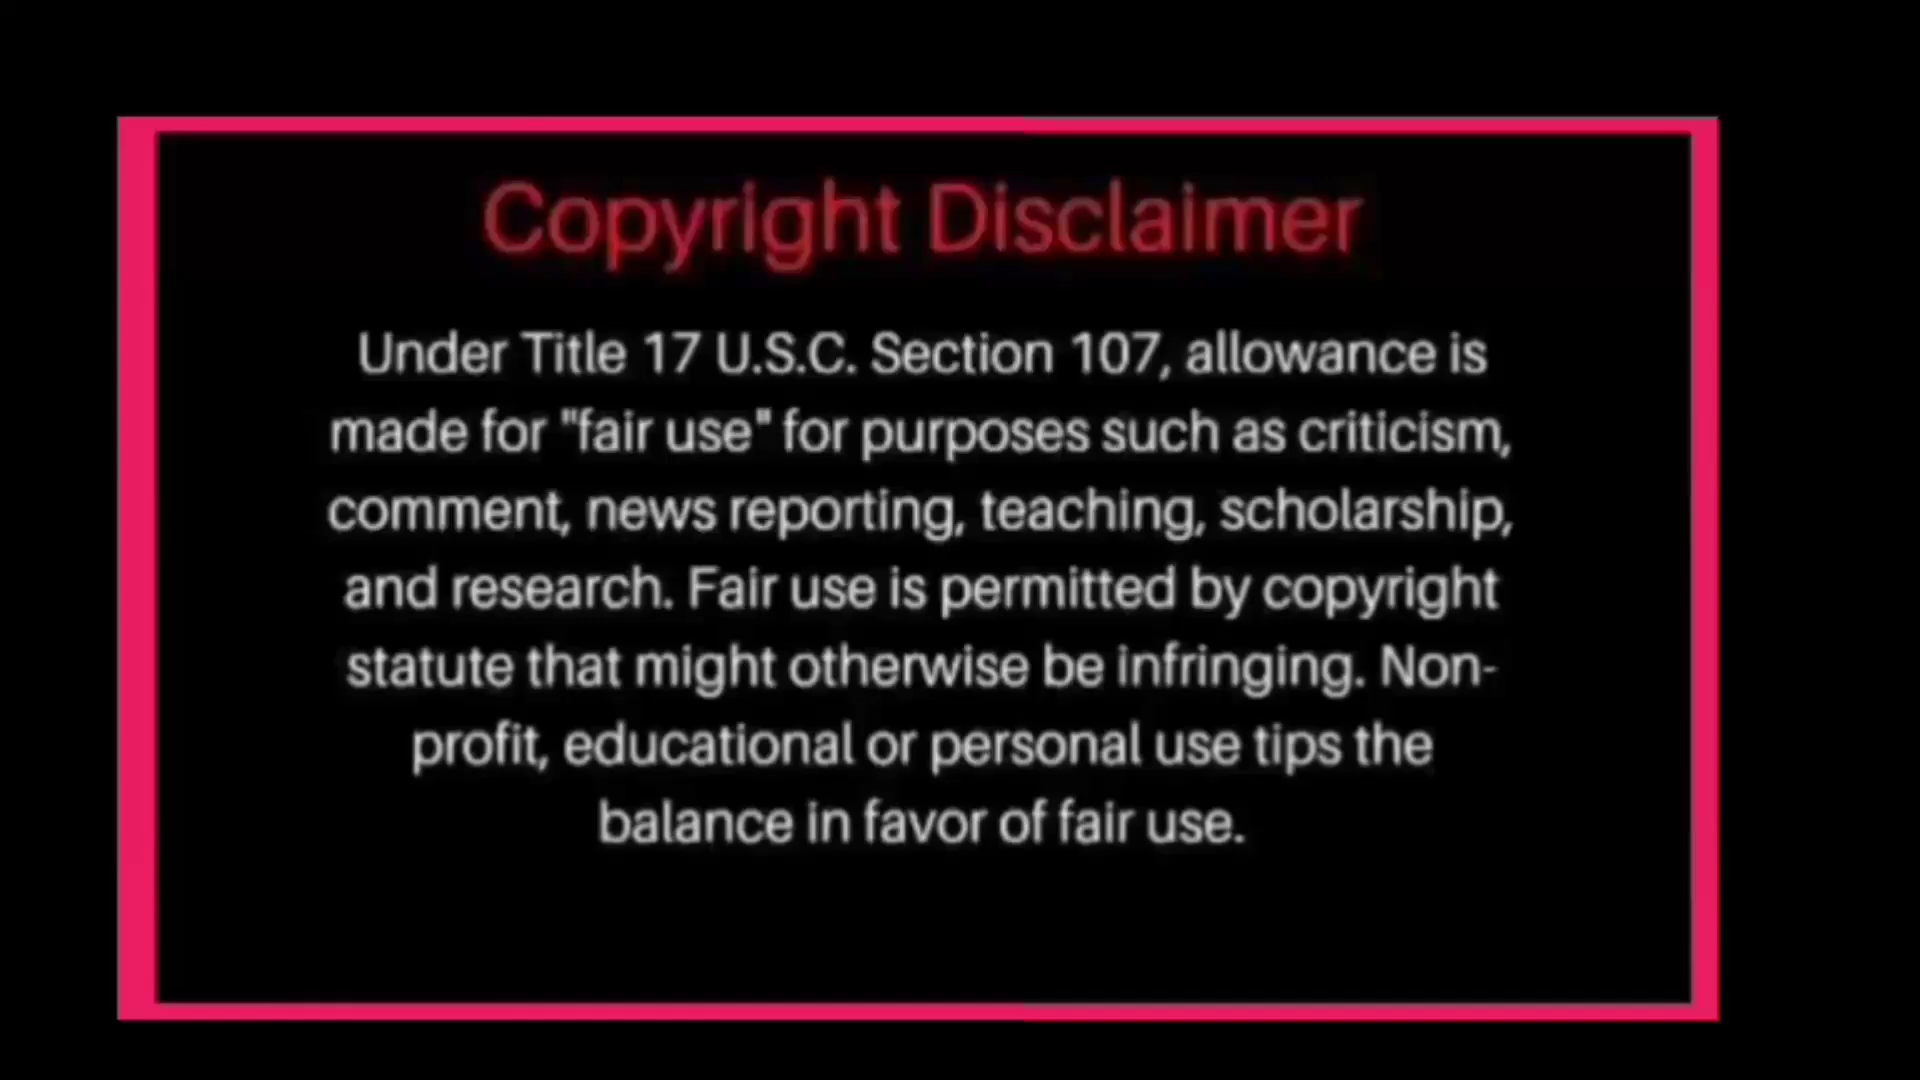 Copyright Disclaimer
Under Title 17 U.S.C. Section 107, allowance is
made for "fair use" for purposes such as criticism,
comment, news reporting, teaching, scholarship,
and research. Fair use is permitted by copyright
statute that might otherwise be infringing. Non-
profit, educational or personal use tips the
balance in favor of fair use.